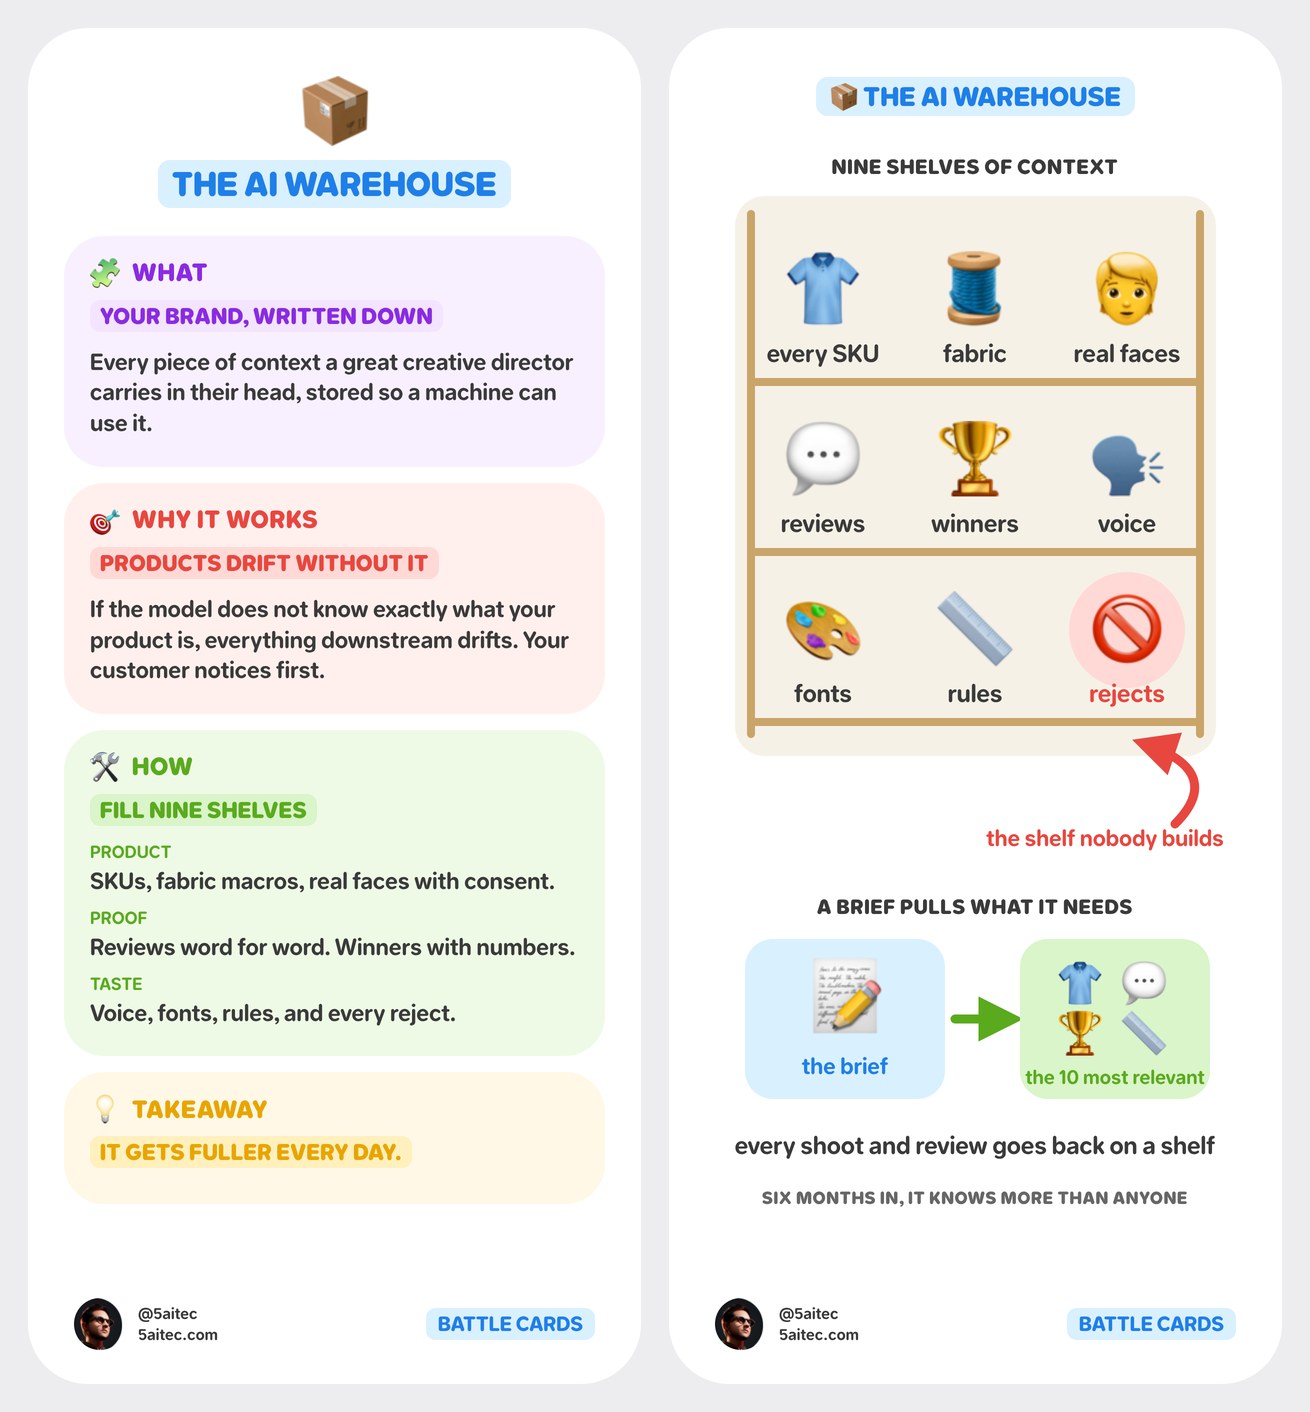 THE AI WAREHOUSE
WHAT
YOUR BRAND, WRITTEN DOWN
Every piece of context a great creative director
carries in their head, stored so a machine can
use it.
WHY IT WORKS
PRODUCTS DRIFT WITHOUT IT
If the model does not know exactly what your
product is, everything downstream drifts. Your
customer notices first.
HOW
FILL NINE SHELVES
PRODUCT
SKUs, fabric macros, real faces with consent.
PROOF
Reviews word for word. Winners with numbers.
TASTE
Voice, fonts, rules, and every reject.
TAKEAWAY
IT GETS FULLER EVERY DAY.
@5aitec
5aitec.com
BATTLE CARDS
THE AI WAREHOUSE
NINE SHELVES OF CONTEXT
every SKU
fabric
real faces
reviews
winners
voice
fonts
rules
rejects
the shelf nobody builds
A BRIEF PULLS WHAT IT NEEDS
the brief
the 10 most relevant
every shoot and review goes back on a shelf
SIX MONTHS IN, IT KNOWS MORE THAN ANYONE
@5aitec
5aitec.com
BATTLE CARDS